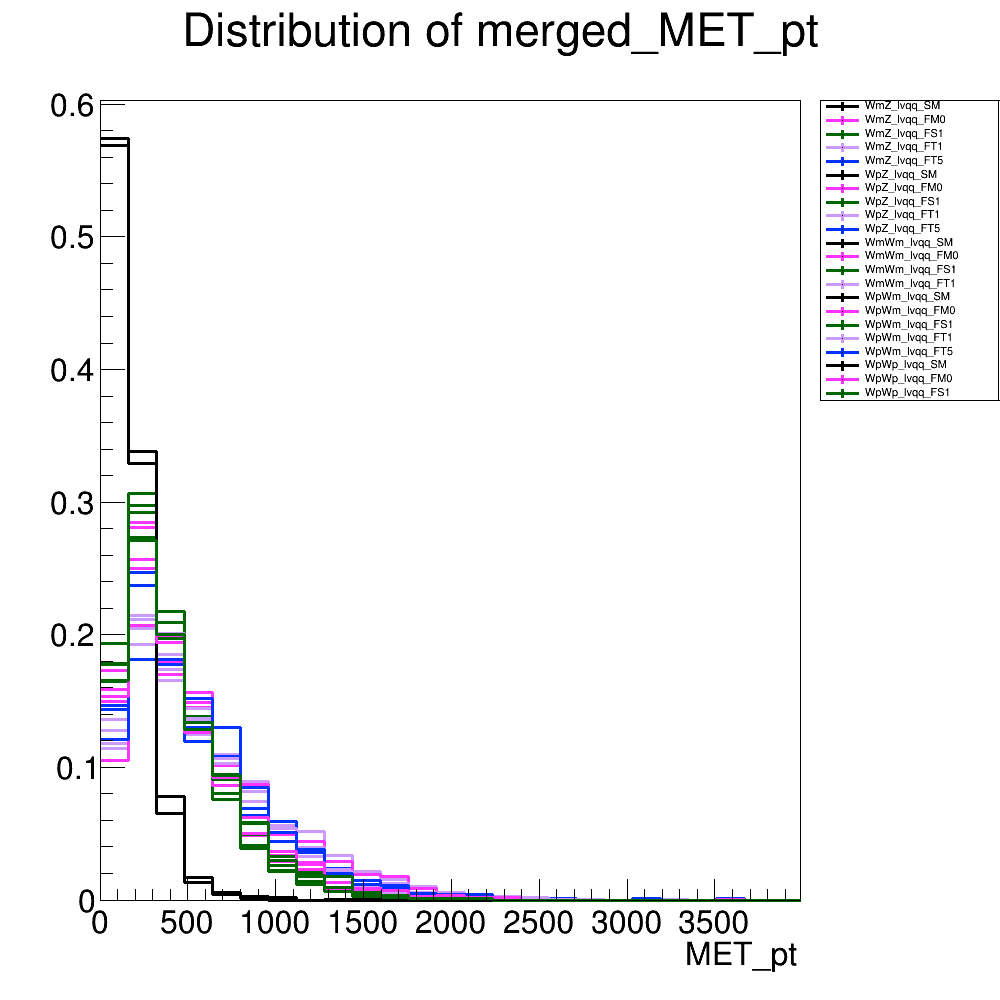 Distribution of merged_MET_pt
0.6
0.5
0.4
0.3
0.2
0.1
0
0 500 1000 1500 2000 2500 3000 3500
MET_pt
WmZ_lvqq_SM
WmZ_lvqq_FM0
WmZ_lvqq_FS1
WmZ_lvqq_FT1
WmZ_lvqq_FT5
WpZ_lvqq_SM
WpZ_lvqq_FM0
WpZ_lvqq_FS1
WpZ_lvqq_FT1
WpZ_lvqq_FT5
WmWm_lvqq_SM
WmWm_lvqq_FM0
WmWm_lvqq_FS1
WmWm_lvqq_FT1
WpWm_lvqq_SM
WpWm_lvqq_FM0
WpWm_lvqq_FS1
WpWm_lvqq_FT1
WpWm_lvqq_FT5
WpWp_lvqq_SM
WpWp_lvqq_FM0
WpWp_lvqq_FS1